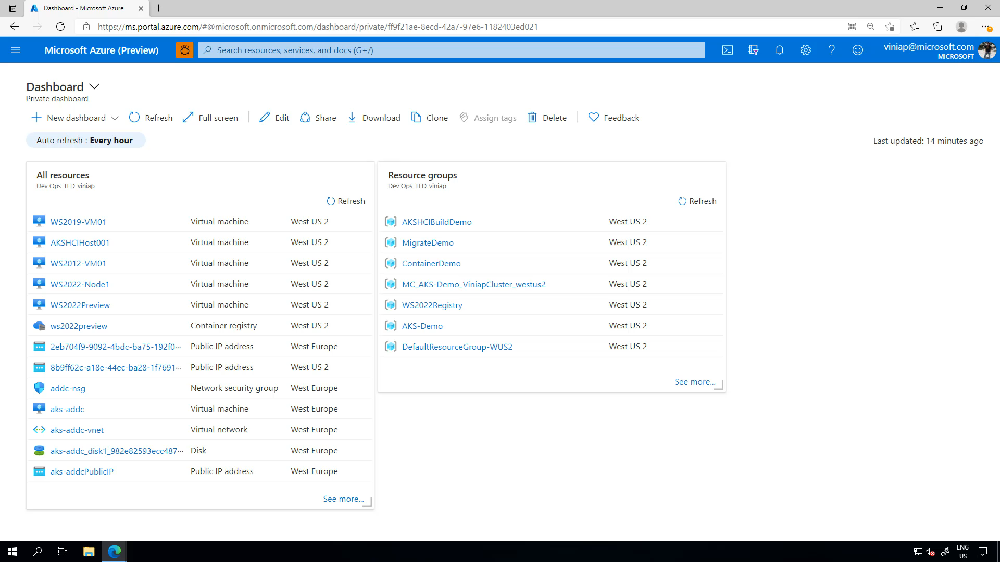 Dashboard - Microsoft Azure
https://ms.portal.azure.com/#@microsoft.onmicrosoft.com/dashboard/private/ff9f21ae-8ecd-42a7-97e6-1182403ed021
Microsoft Azure (Preview)
Search resources, services, and docs (G+/)
viniap@microsoft.com
MICROSOFT
Dashboard
Private dashboard
New dashboard Refresh Full screen Edit Share Download Clone Assign tags Delete Feedback
Auto refresh : Every hour
Last updated: 14 minutes ago
All resources
Dev Ops_TED_viniap
Refresh
WS2019-VM01 Virtual machine West US 2
AKSHCIHost001 Virtual machine West US 2
WS2012-VM01 Virtual machine West US 2
WS2022-Node1 Virtual machine West US 2
WS2022Preview Virtual machine West US 2
ws2022preview Container registry West US 2
2eb704f9-9092-4bdc-ba75-192f0... Public IP address West Europe
8b9ff62c-a18e-44ec-ba28-1f7691... Public IP address West US 2
addc-nsg Network security group West Europe
aks-addc Virtual machine West Europe
aks-addc-vnet Virtual network West Europe
aks-addc_disk1_982e82593ecc487... Disk West Europe
aks-addcPublicIP Public IP address West Europe
See more...
Resource groups
Dev Ops_TED_viniap
Refresh
AKSHCIBuildDemo West US 2
MigrateDemo West US 2
ContainerDemo West US 2
MC_AKS-Demo_ViniapCluster_westus2 West US 2
WS2022Registry West US 2
AKS-Demo West US 2
DefaultResourceGroup-WUS2 West US 2
See more...
ENG
US